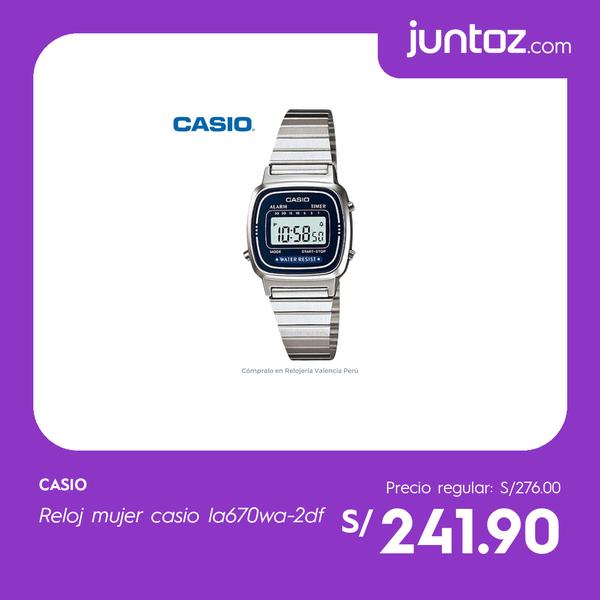 juntoz.com
CASIO
CASIO
ALARM TIMER
10:58 50
MODE START-STOP
WATER RESIST
Cómpralo en Relojería Valencia Perú
CASIO
Reloj mujer casio la670wa-2df
Precio regular: S/276.00
S/241.90